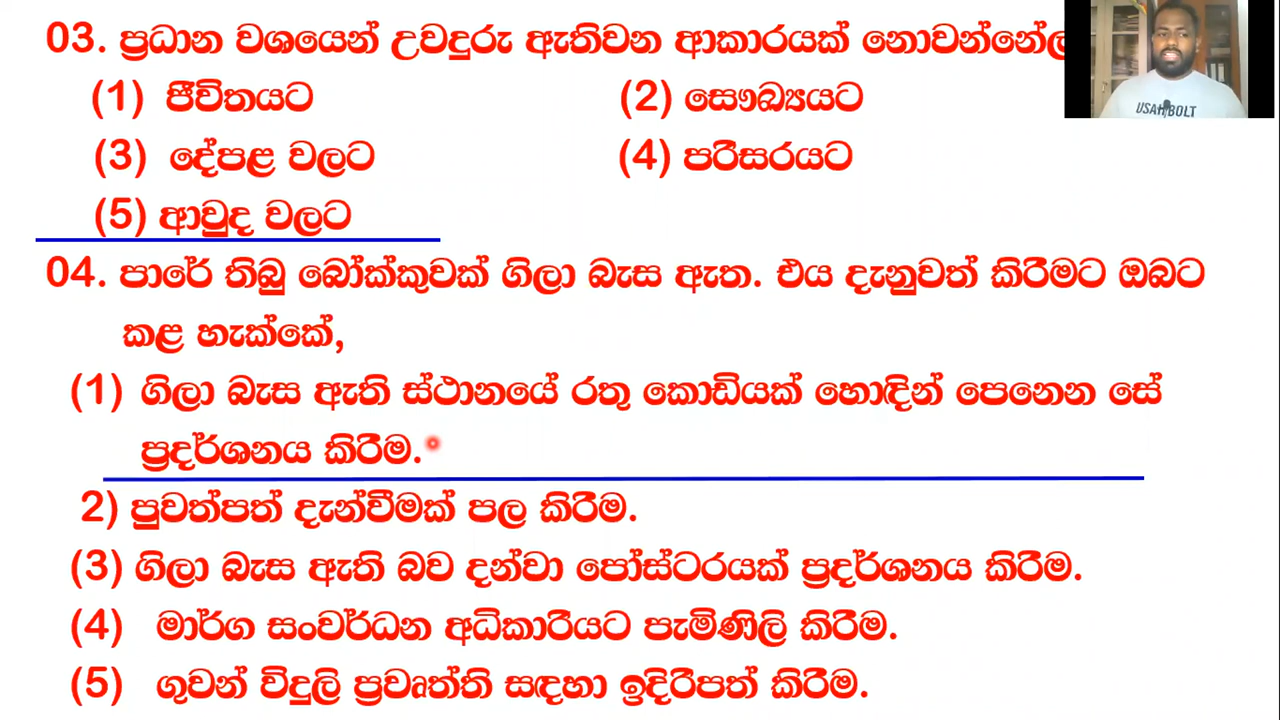 03. ප්‍රධාන වශයෙන් උවදුරු ඇතිවන ආකාරයක් නොවන්නේ
(1) ජීවිතයට (2) සෞඛ්‍යයට
(3) දේපළ වලට (4) පරිසරයට
(5) ආවුද වලට
04. පාරේ තිබූ බෝක්කුවක් ගිලා බැස ඇත. එය දැනුවත් කිරීමට ඔබට
කළ හැක්කේ,
(1) ගිලා බැස ඇති ස්ථානයේ රතු කොඩියක් හොඳින් පෙනෙන සේ
ප්‍රදර්ශනය කිරීම.
2) පුවත්පත් දැන්වීමක් පල කිරීම.
(3) ගිලා බැස ඇති බව දන්වා පෝස්ටරයක් ප්‍රදර්ශනය කිරීම.
(4) මාර්ග සංවර්ධන අධිකාරියට පැමිණිලි කිරීම.
(5) ගුවන් විදුලි ප්‍රවෘත්ති සඳහා ඉදිරිපත් කිරීම.